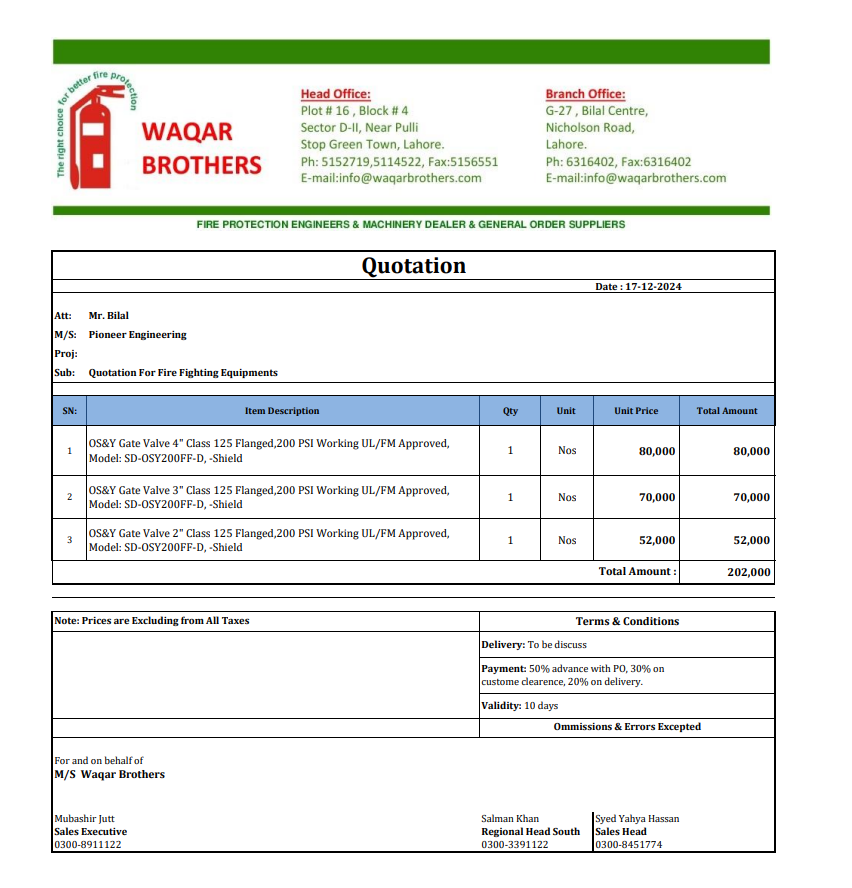 The right choice for better fire protection
WAQAR
BROTHERS
Head Office:
Plot # 16 , Block # 4
Sector D-II, Near Pulli
Stop Green Town, Lahore.
Ph: 5152719,5114522, Fax:5156551
E-mail:info@waqarbrothers.com
Branch Office:
G-27 , Bilal Centre,
Nicholson Road,
Lahore.
Ph: 6316402, Fax:6316402
E-mail:info@waqarbrothers.com
FIRE PROTECTION ENGINEERS & MACHINERY DEALER & GENERAL ORDER SUPPLIERS
Quotation
Date : 17-12-2024
Att: Mr. Bilal
M/S: Pioneer Engineering
Proj:
Sub: Quotation For Fire Fighting Equipments
SN: Item Description Qty Unit Unit Price Total Amount
1 OS&Y Gate Valve 4" Class 125 Flanged,200 PSI Working UL/FM Approved, 1 Nos 80,000 80,000
Model: SD-OSY200FF-D, -Shield
2 OS&Y Gate Valve 3" Class 125 Flanged,200 PSI Working UL/FM Approved, 1 Nos 70,000 70,000
Model: SD-OSY200FF-D, -Shield
3 OS&Y Gate Valve 2" Class 125 Flanged,200 PSI Working UL/FM Approved, 1 Nos 52,000 52,000
Model: SD-OSY200FF-D, -Shield
Total Amount : 202,000
Note: Prices are Excluding from All Taxes
Terms & Conditions
Delivery: To be discuss
Payment: 50% advance with PO, 30% on
custome clearence, 20% on delivery.
Validity: 10 days
Ommissions & Errors Excepted
For and on behalf of
M/S Waqar Brothers
Mubashir Jutt
Sales Executive
0300-8911122
Salman Khan
Regional Head South
0300-3391122
Syed Yahya Hassan
Sales Head
0300-8451774